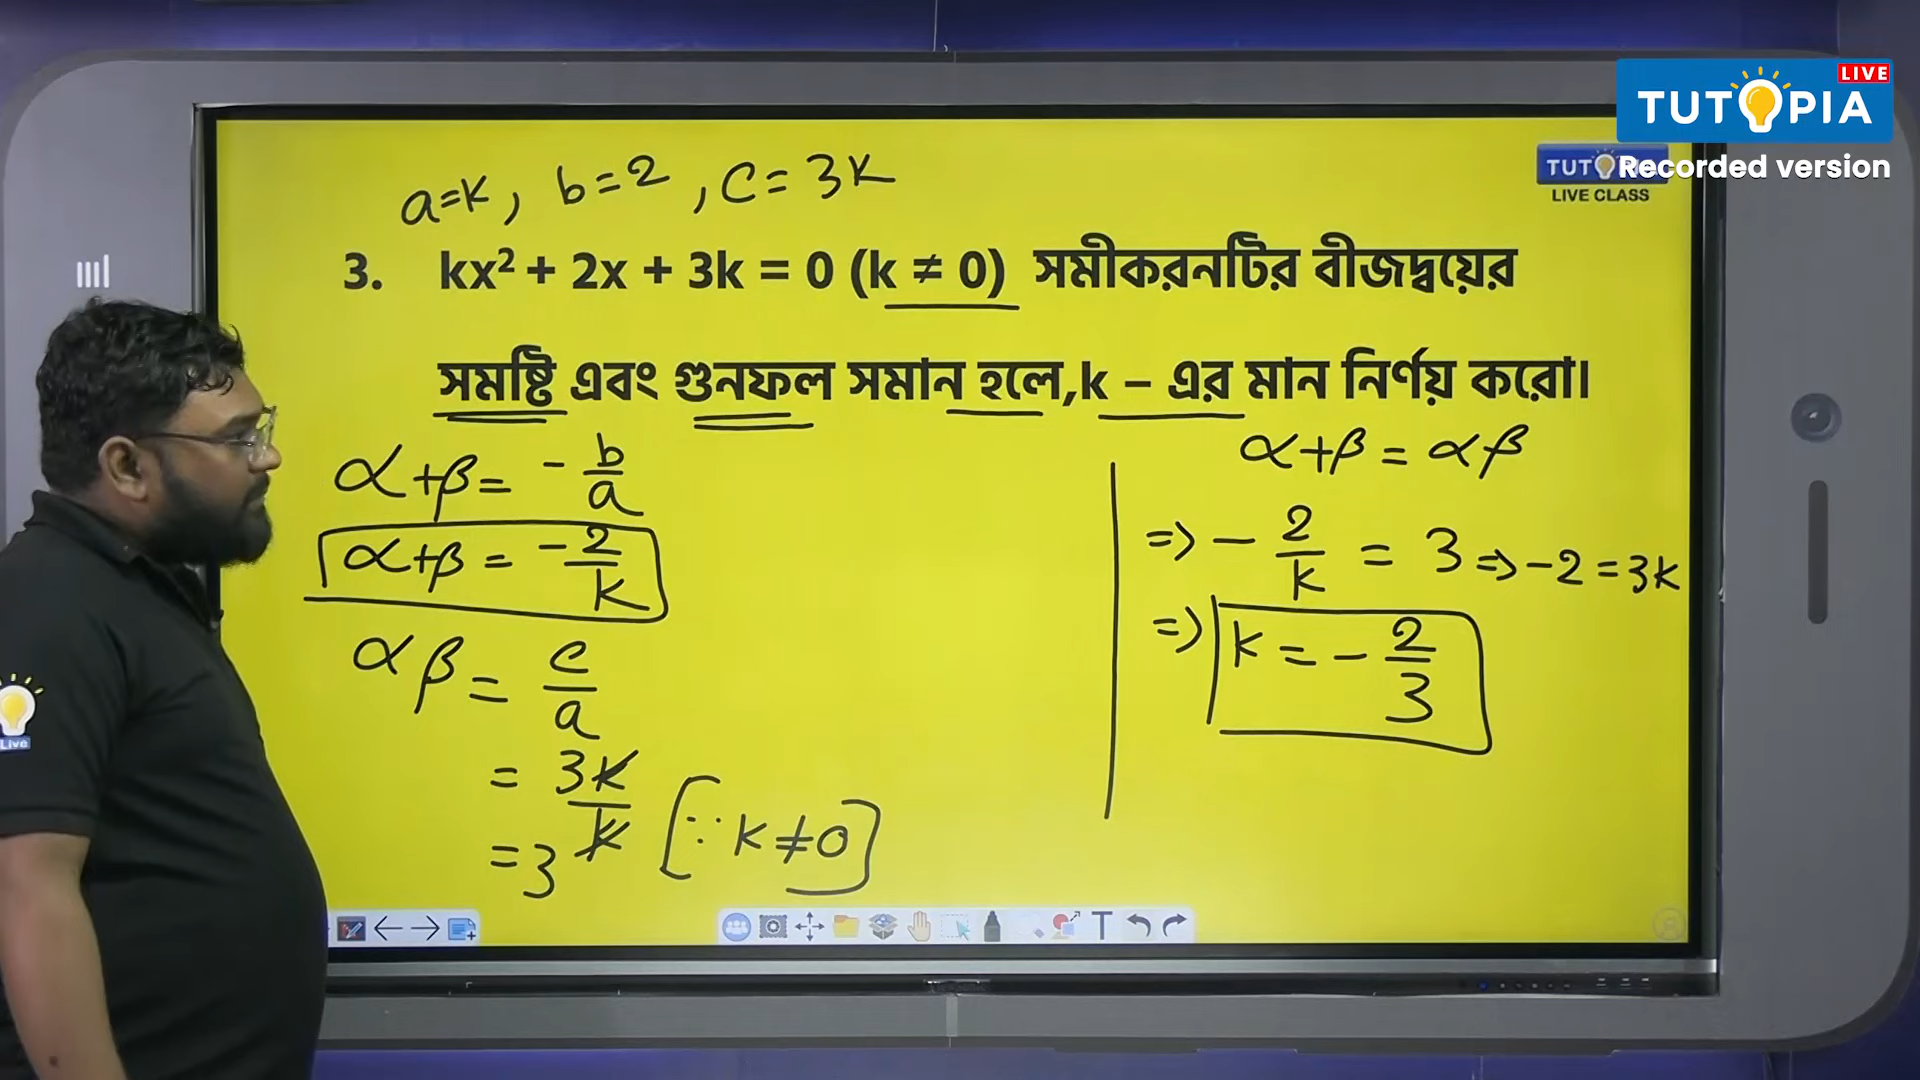 LIVE
TUTOPIA
Recorded version
TUTOPIA
LIVE CLASS
a=k, b=2, c=3k
3. kx² + 2x + 3k = 0 (k ≠ 0) সমীকরনটির বীজদ্বয়ের
সমষ্টি এবং গুনফল সমান হলে,k – এর মান নির্ণয় করো।
α+β = - b/a
α+β = - 2/k
αβ = c/a
= 3k/k [∵ k≠0]
=3
α+β = αβ
=> - 2/k = 3 => -2 = 3k
=> k = - 2/3
Live
T